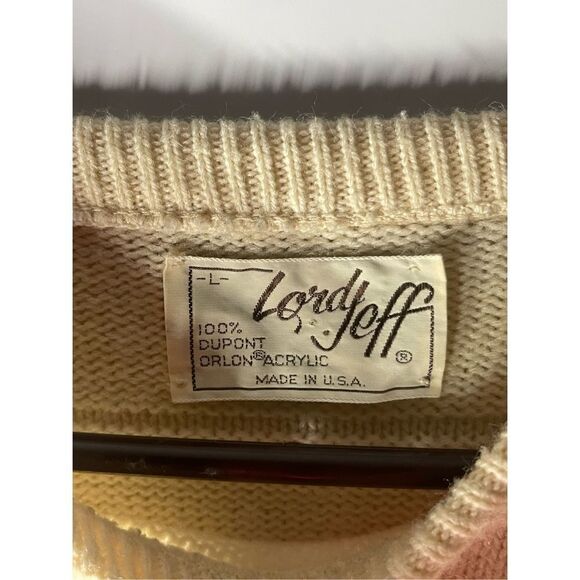 -L-
Lord Jeff ®
100%
DUPONT
ORLON® ACRYLIC
MADE IN U.S.A.